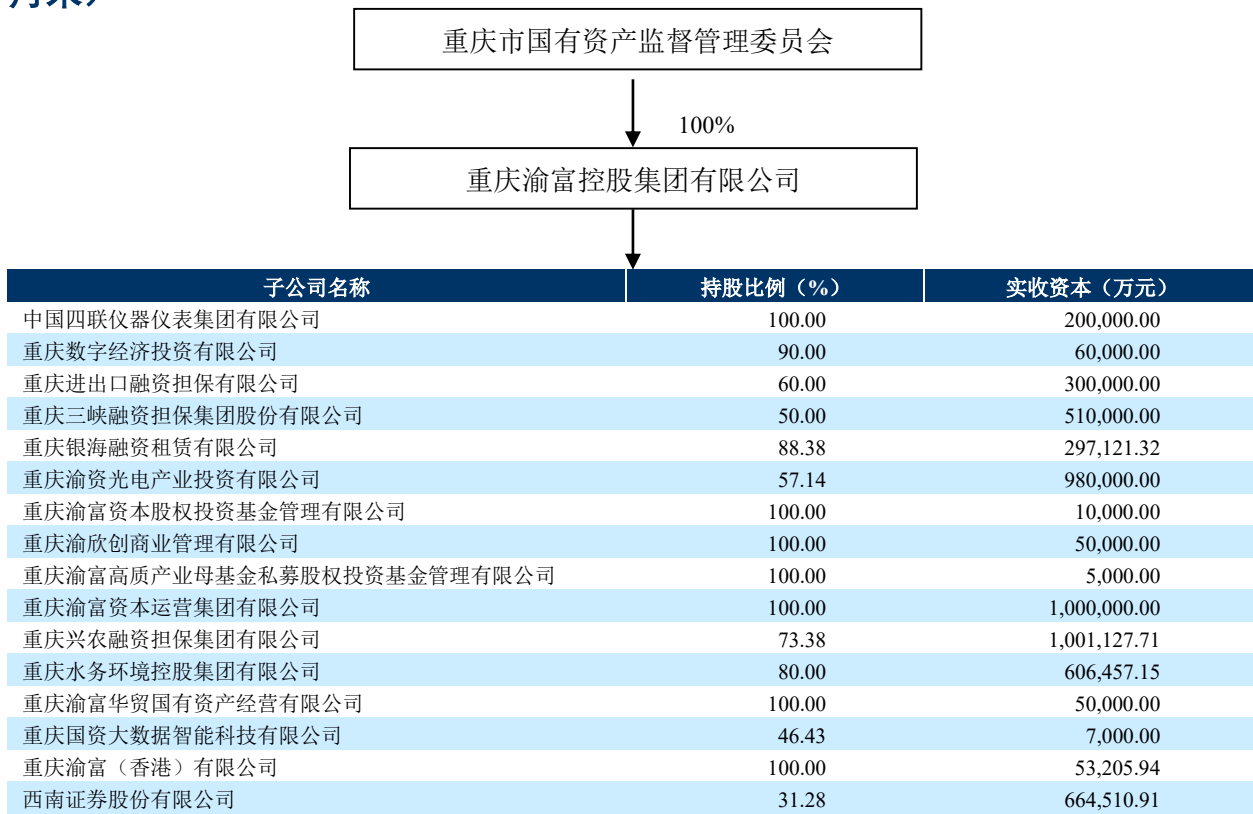 月末）
重庆市国有资产监督管理委员会
100%
重庆渝富控股集团有限公司
子公司名称 持股比例（%） 实收资本（万元）
中国四联仪器仪表集团有限公司 100.00 200,000.00
重庆数字经济投资有限公司 90.00 60,000.00
重庆进出口融资担保有限公司 60.00 300,000.00
重庆三峡融资担保集团股份有限公司 50.00 510,000.00
重庆银海融资租赁有限公司 88.38 297,121.32
重庆渝资光电产业投资有限公司 57.14 980,000.00
重庆渝富资本股权投资基金管理有限公司 100.00 10,000.00
重庆渝欣创商业管理有限公司 100.00 50,000.00
重庆渝富高质产业母基金私募股权投资基金管理有限公司 100.00 5,000.00
重庆渝富资本运营集团有限公司 100.00 1,000,000.00
重庆兴农融资担保集团有限公司 73.38 1,001,127.71
重庆水务环境控股集团有限公司 80.00 606,457.15
重庆渝富华贸国有资产经营有限公司 100.00 50,000.00
重庆国资大数据智能科技有限公司 46.43 7,000.00
重庆渝富（香港）有限公司 100.00 53,205.94
西南证券股份有限公司 31.28 664,510.91